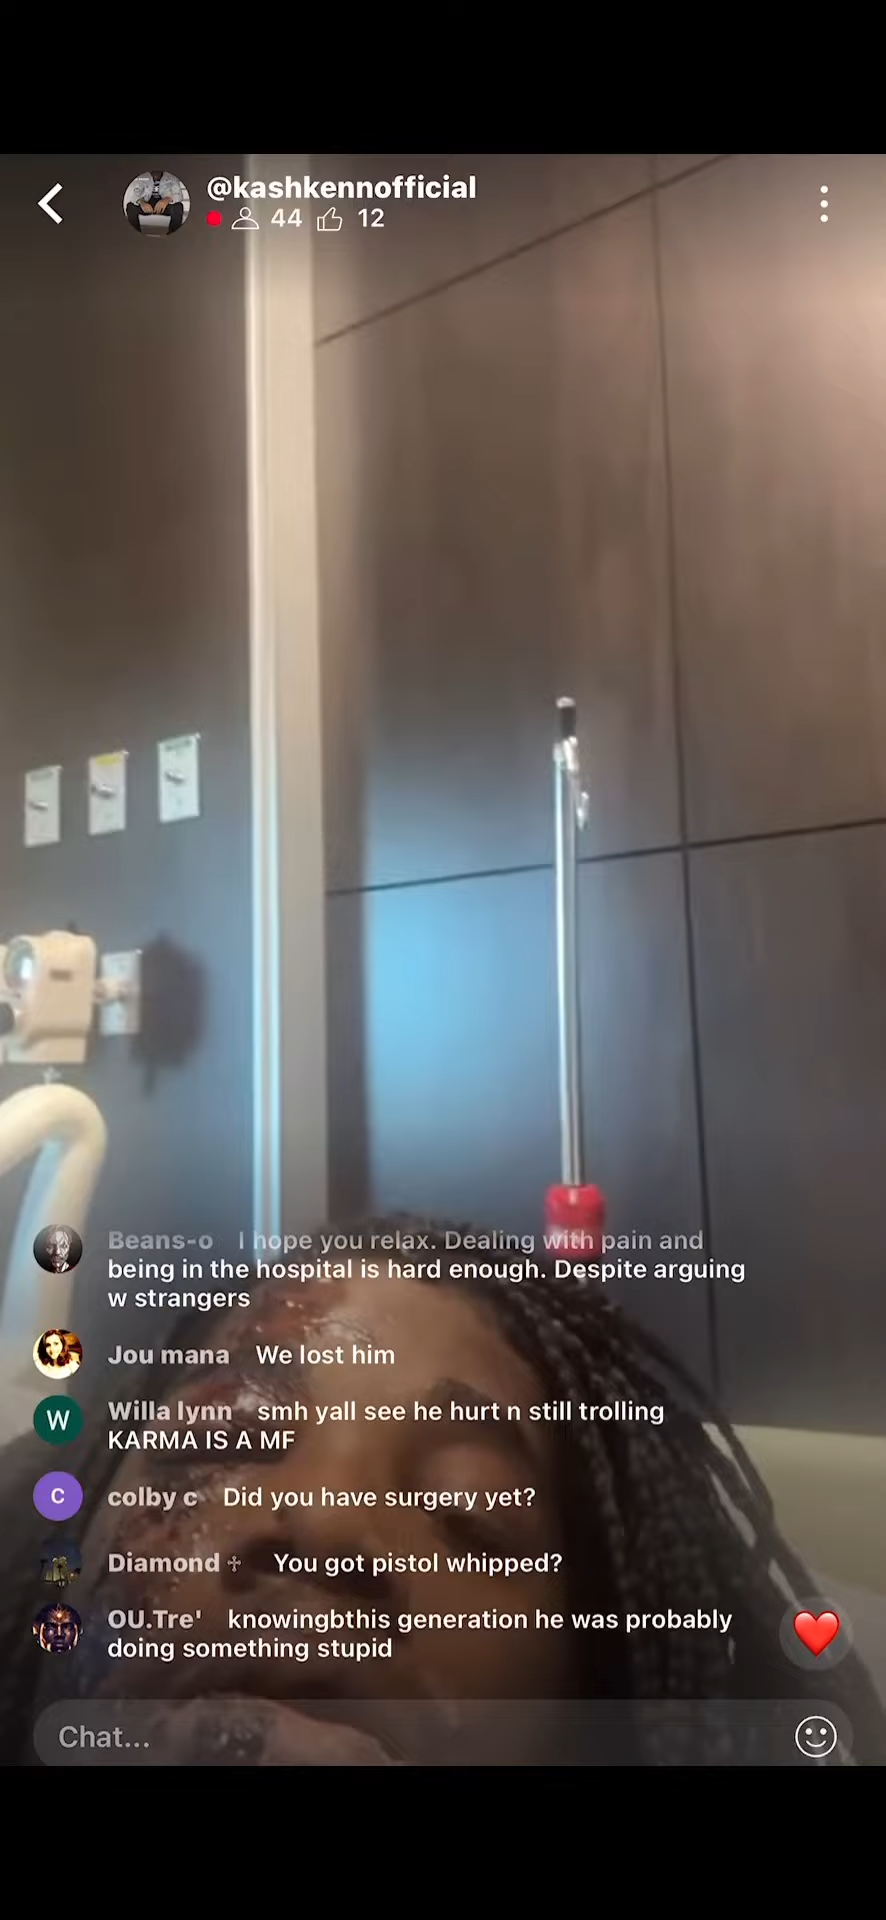 @kashkennofficial
44 12
Beans-o I hope you relax. Dealing with pain and
being in the hospital is hard enough. Despite arguing
w strangers
Jou mana We lost him
W Willa lynn smh yall see he hurt n still trolling
KARMA IS A MF
C colby c Did you have surgery yet?
Diamond ♱ You got pistol whipped?
OU.Tre' knowingbthis generation he was probably
doing something stupid
Chat...